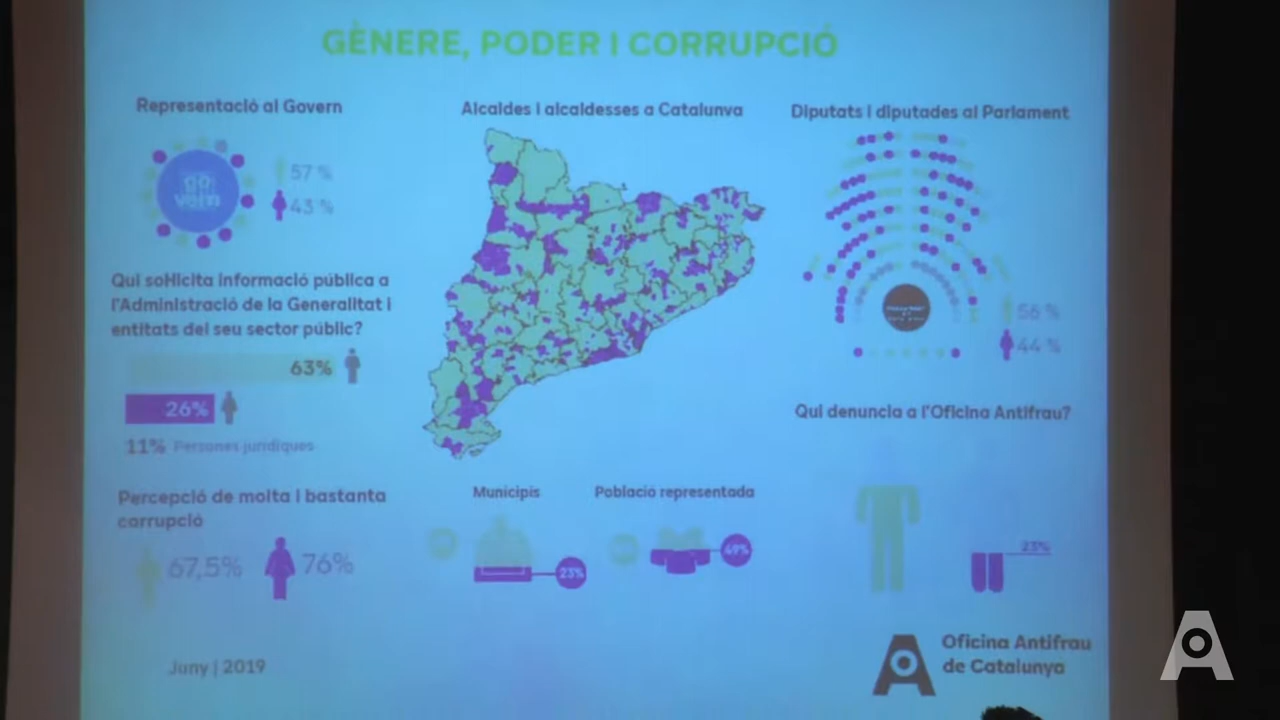 GÈNERE, PODER I CORRUPCIÓ
Representació al Govern
go
vern
57 %
43 %
Qui sol·licita informació pública a
l'Administració de la Generalitat i
entitats del seu sector públic?
63%
26%
11% Persones jurídiques
Percepció de molta i bastanta
corrupció
67,5%
76%
Juny | 2019
Alcaldes i alcaldesses a Catalunya
Municipis
23%
Població representada
49%
Diputats i diputades al Parlament
56 %
44 %
Qui denuncia a l'Oficina Antifrau?
23%
Oficina Antifrau
de Catalunya